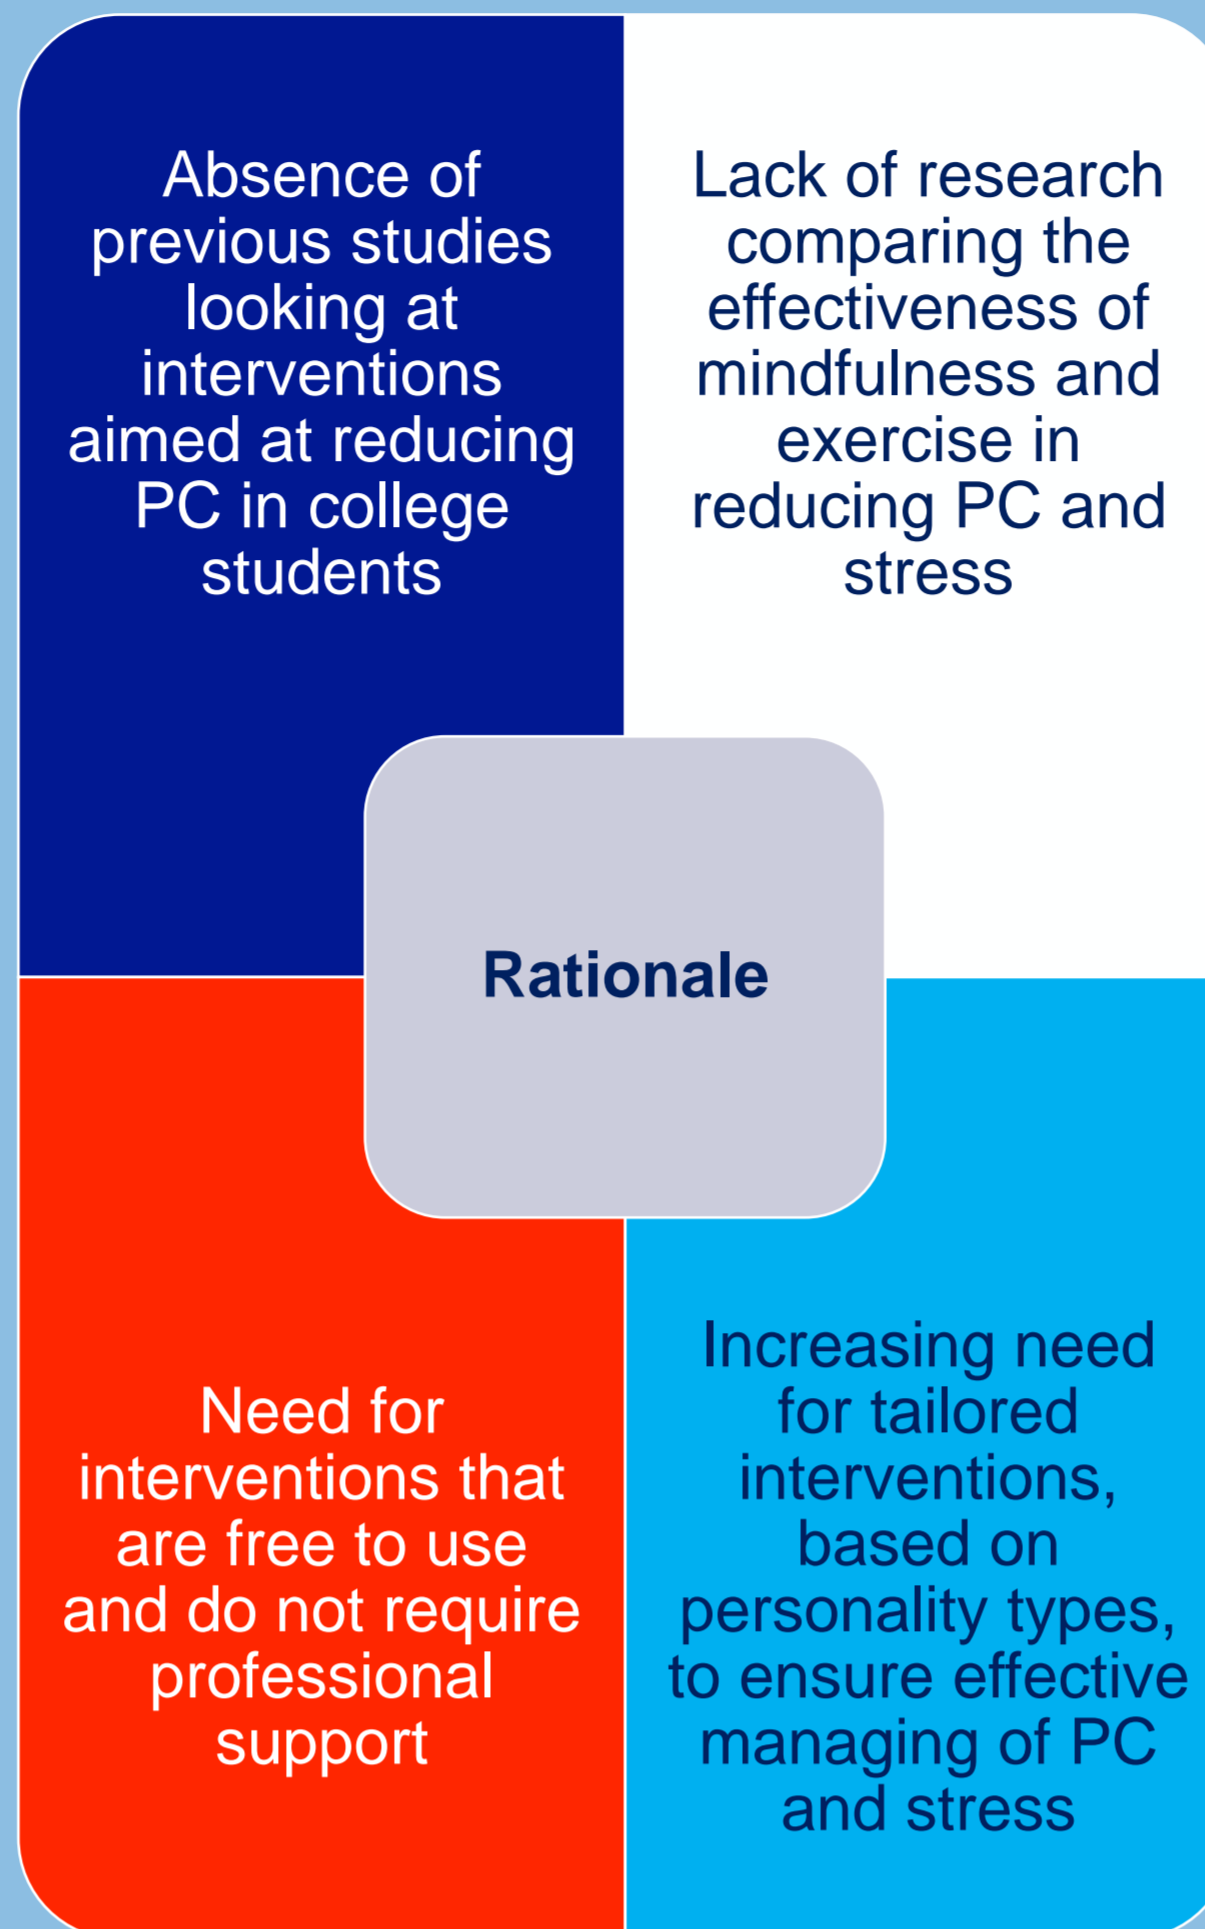 Absence of
previous studies
looking at
interventions
aimed at reducing
PC in college
students
Lack of research
comparing the
effectiveness of
mindfulness and
exercise in
reducing PC and
stress
Rationale
Need for
interventions that
are free to use
and do not require
professional
support
Increasing need
for tailored
interventions,
based on
personality types,
to ensure effective
managing of PC
and stress